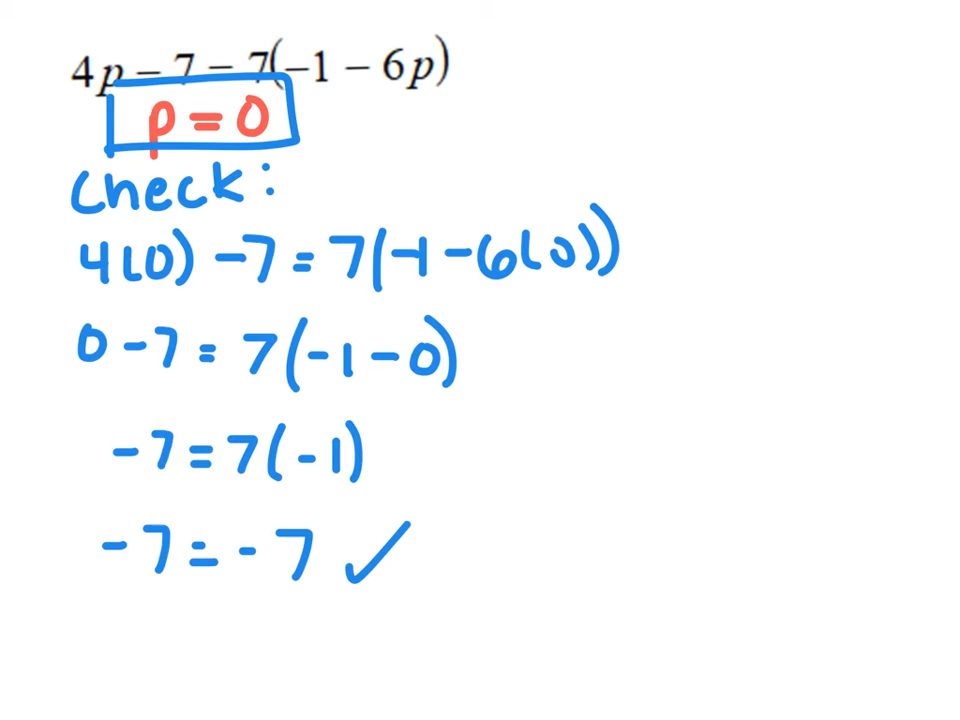 4p − 7 = 7(−1 − 6p)
p = 0
Check:
4(0) − 7 = 7(−1 − 6(0))
0 − 7 = 7(−1 − 0)
−7 = 7(−1)
−7 = −7 ✓